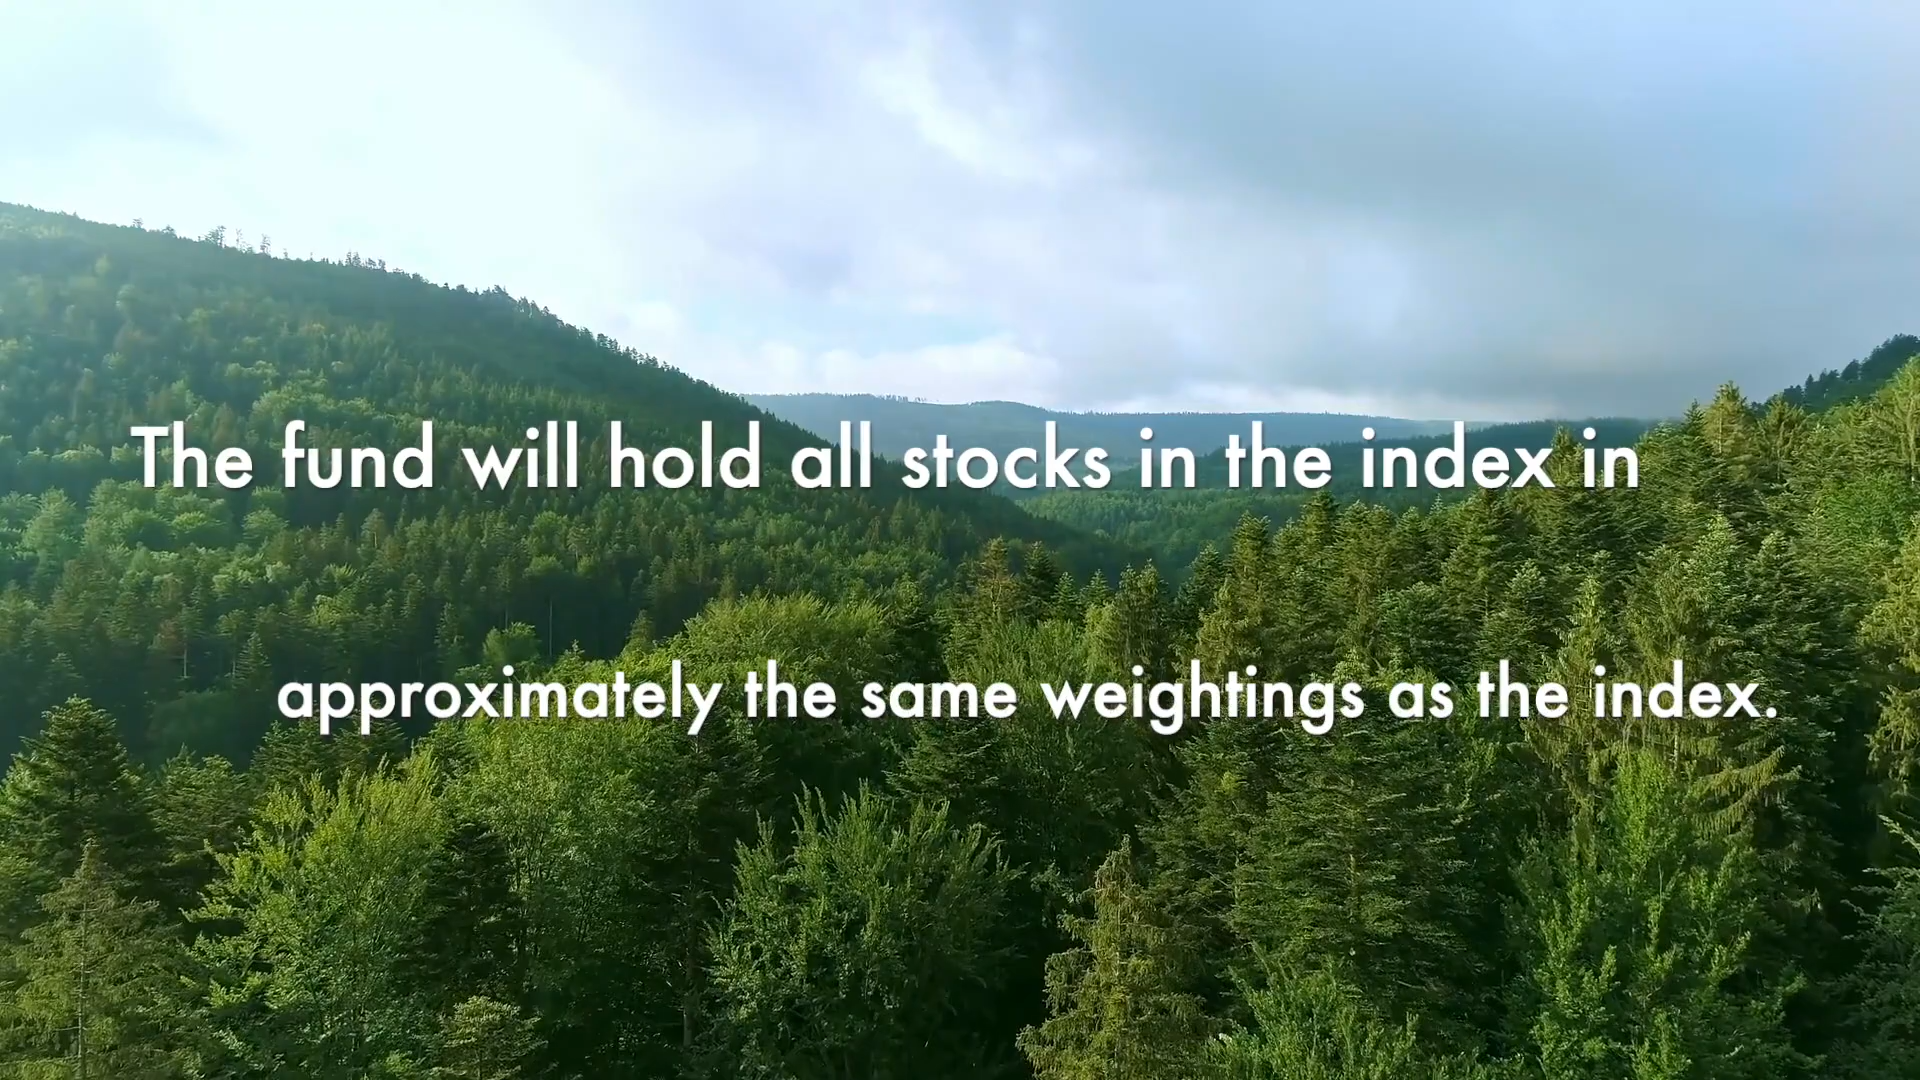 The fund will hold all stocks in the index in
approximately the same weightings as the index.